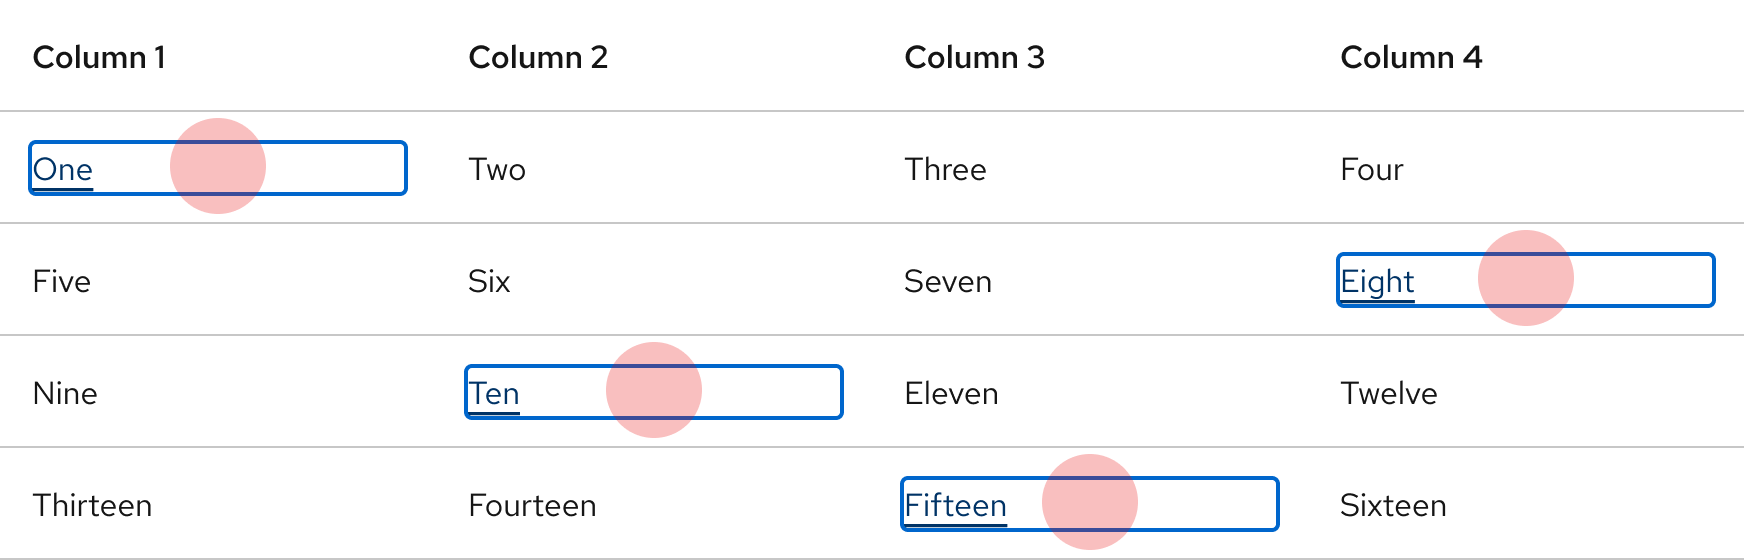 Column 1 Column 2 Column 3 Column 4
One Two Three Four
Five Six Seven Eight
Nine Ten Eleven Twelve
Thirteen Fourteen Fifteen Sixteen